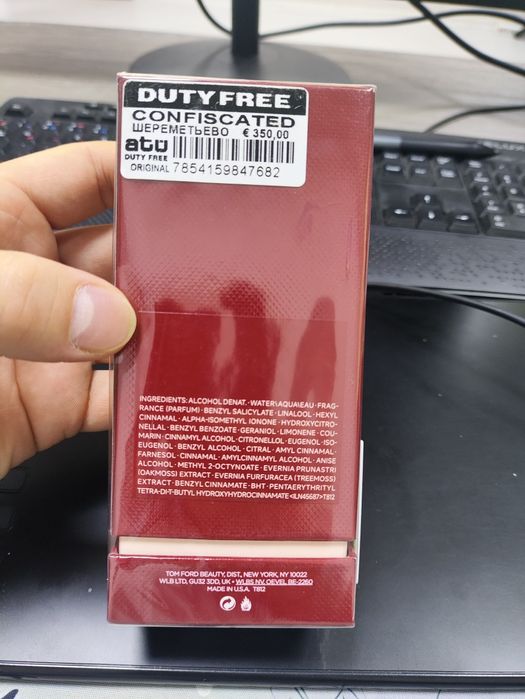 DUTY FREE
CONFISCATED
ШЕРЕМЕТЬЕВО € 350,00
atu
DUTY FREE
ORIGINAL 7854159847682
INGREDIENTS: ALCOHOL DENAT. · WATER\AQUA\EAU · FRAG-
RANCE (PARFUM) · BENZYL SALICYLATE · LINALOOL · HEXYL
CINNAMAL · ALPHA-ISOMETHYL IONONE · HYDROXYCITRO-
NELLAL · BENZYL BENZOATE · GERANIOL · LIMONENE · COU-
MARIN · CINNAMYL ALCOHOL · CITRONELLOL · EUGENOL · ISO-
EUGENOL · BENZYL ALCOHOL · CITRAL · AMYL CINNAMAL ·
FARNESOL · CINNAMAL · AMYLCINNAMYL ALCOHOL · ANISE
ALCOHOL · METHYL 2-OCTYNOATE · EVERNIA PRUNASTRI
(OAKMOSS) EXTRACT · EVERNIA FURFURACEA (TREEMOSS)
EXTRACT · BENZYL CINNAMATE · BHT · PENTAERYTHRITYL
TETRA-DI-T-BUTYL HYDROXYHYDROCINNAMATE <ILN45687> T812
TOM FORD BEAUTY, DIST., NEW YORK, NY 10022
WLB LTD, GU32 3DD, UK • WLBS NV, OEVEL BE-2260
MADE IN U.S.A. T812